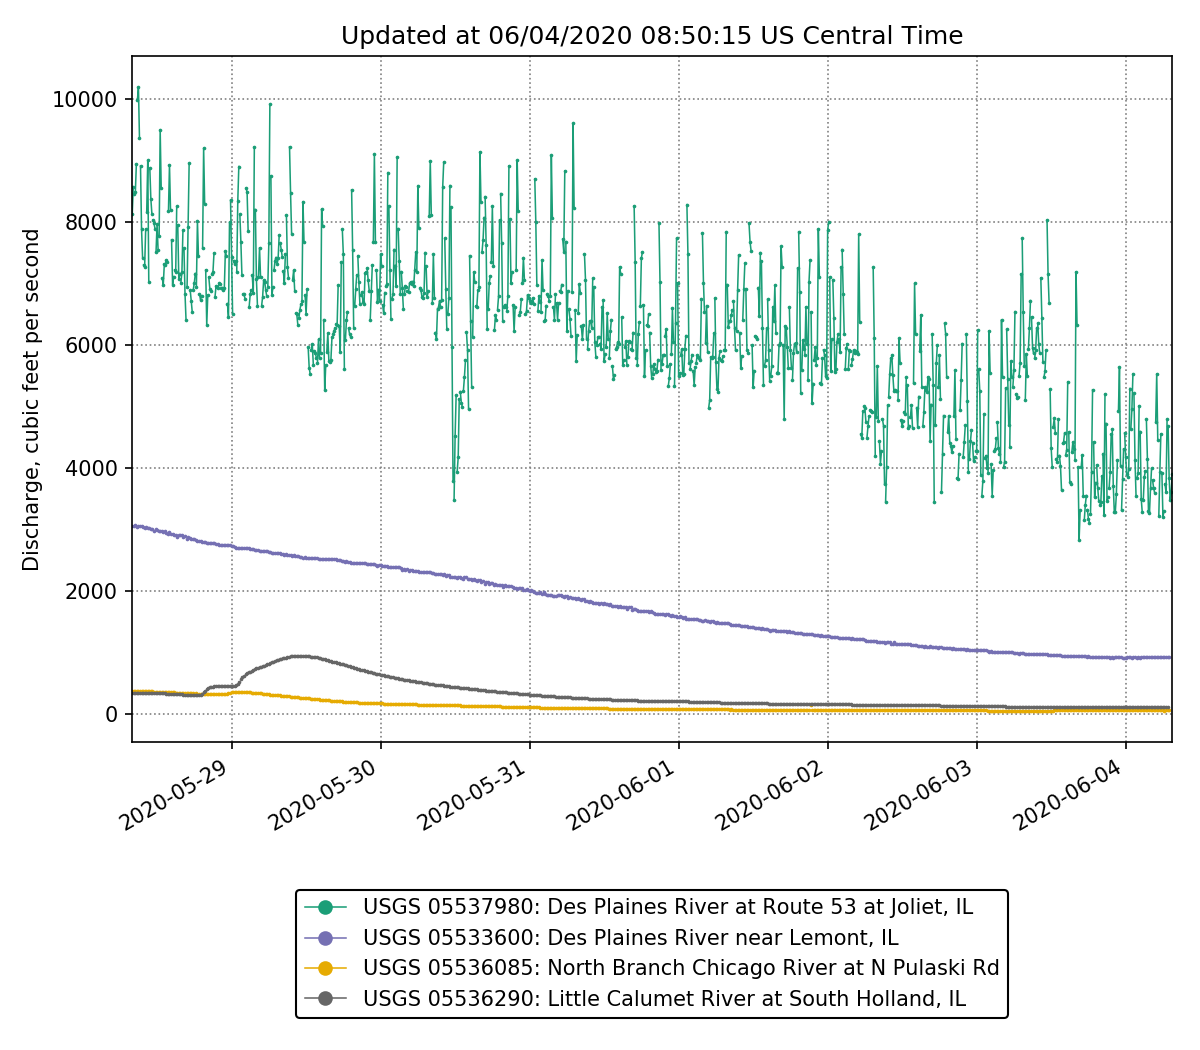 Updated at 06/04/2020 08:50:15 US Central Time
Discharge, cubic feet per second
10000
8000
6000
4000
2000
0
2020-05-29
2020-05-30
2020-05-31
2020-06-01
2020-06-02
2020-06-03
2020-06-04
USGS 05537980: Des Plaines River at Route 53 at Joliet, IL
USGS 05533600: Des Plaines River near Lemont, IL
USGS 05536085: North Branch Chicago River at N Pulaski Rd
USGS 05536290: Little Calumet River at South Holland, IL